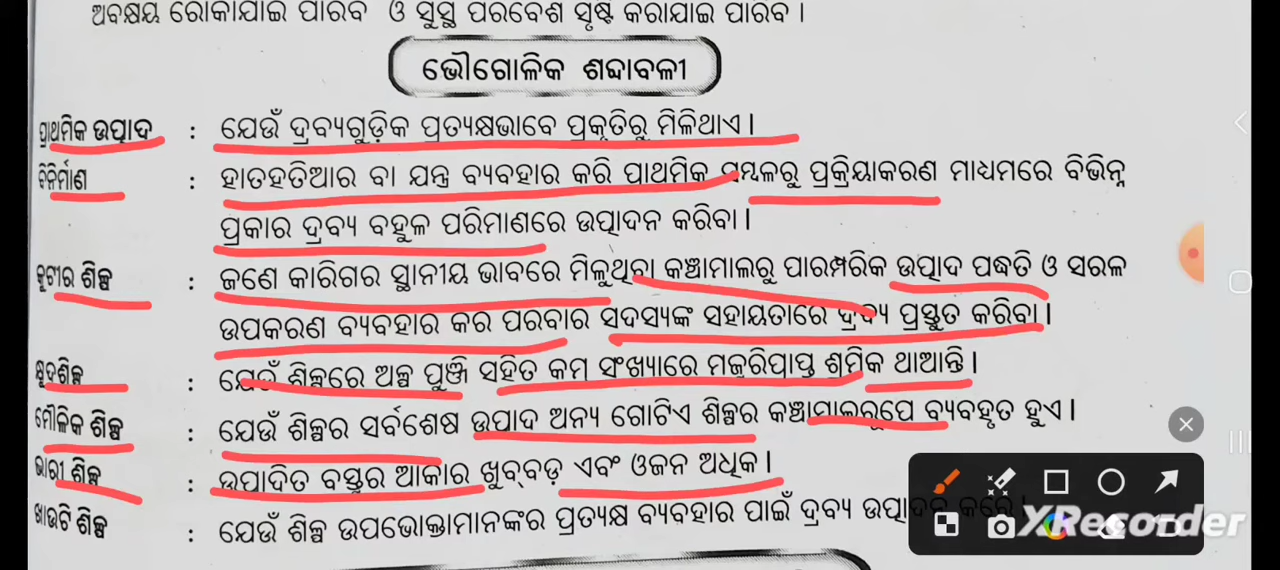 ଅବକ୍ଷୟ ରୋକାଯାଇ ପାରିବ ଓ ସୁସ୍ଥ ପରିବେଶ ସୃଷ୍ଟି କରାଯାଇ ପାରିବ ।
ଭୌଗୋଳିକ ଶବ୍ଦାବଳୀ
ପ୍ରାଥମିକ ଉତ୍ପାଦ : ଯେଉଁ ଦ୍ରବ୍ୟଗୁଡ଼ିକ ପ୍ରତ୍ୟକ୍ଷଭାବେ ପ୍ରକୃତିରୁ ମିଳିଥାଏ ।
ବିନିର୍ମାଣ : ହାତହତିଆର ବା ଯନ୍ତ୍ର ବ୍ୟବହାର କରି ପ୍ରାଥମିକ ସମ୍ବଳରୁ ପ୍ରକ୍ରିୟାକରଣ ମାଧ୍ୟମରେ ବିଭିନ୍ନ
ପ୍ରକାର ଦ୍ରବ୍ୟ ବହୁଳ ପରିମାଣରେ ଉତ୍ପାଦନ କରିବା ।
କୁଟୀର ଶିଳ୍ପ : ଜଣେ କାରିଗର ସ୍ଥାନୀୟ ଭାବରେ ମିଳୁଥିବା କଞ୍ଚାମାଲରୁ ପାରମ୍ପରିକ ଉତ୍ପାଦ ପଦ୍ଧତି ଓ ସରଳ
ଉପକରଣ ବ୍ୟବହାର କରି ପରିବାର ସଦସ୍ୟଙ୍କ ସହାୟତାରେ ଦ୍ରବ୍ୟ ପ୍ରସ୍ତୁତ କରିବା ।
କ୍ଷୁଦ୍ରଶିଳ୍ପ : ଯେଉଁ ଶିଳ୍ପରେ ଅଳ୍ପ ପୁଞ୍ଜି ସହିତ କମ ସଂଖ୍ୟାରେ ମଜୁରିପ୍ରାପ୍ତ ଶ୍ରମିକ ଥାଆନ୍ତି ।
ମୌଳିକ ଶିଳ୍ପ : ଯେଉଁ ଶିଳ୍ପର ସର୍ବଶେଷ ଉତ୍ପାଦ ଅନ୍ୟ ଗୋଟିଏ ଶିଳ୍ପର କଞ୍ଚାମାଲରୂପେ ବ୍ୟବହୃତ ହୁଏ ।
ଭାରୀ ଶିଳ୍ପ : ଉତ୍ପାଦିତ ବସ୍ତୁର ଆକାର ଖୁବ୍‌ବଡ଼ ଏବଂ ଓଜନ ଅଧିକ ।
ଖାଉଟି ଶିଳ୍ପ : ଯେଉଁ ଶିଳ୍ପ ଉପଭୋକ୍ତାମାନଙ୍କର ପ୍ରତ୍ୟକ୍ଷ ବ୍ୟବହାର ପାଇଁ ଦ୍ରବ୍ୟ ଉତ୍ପାଦନ କରେ ।
XRecorder